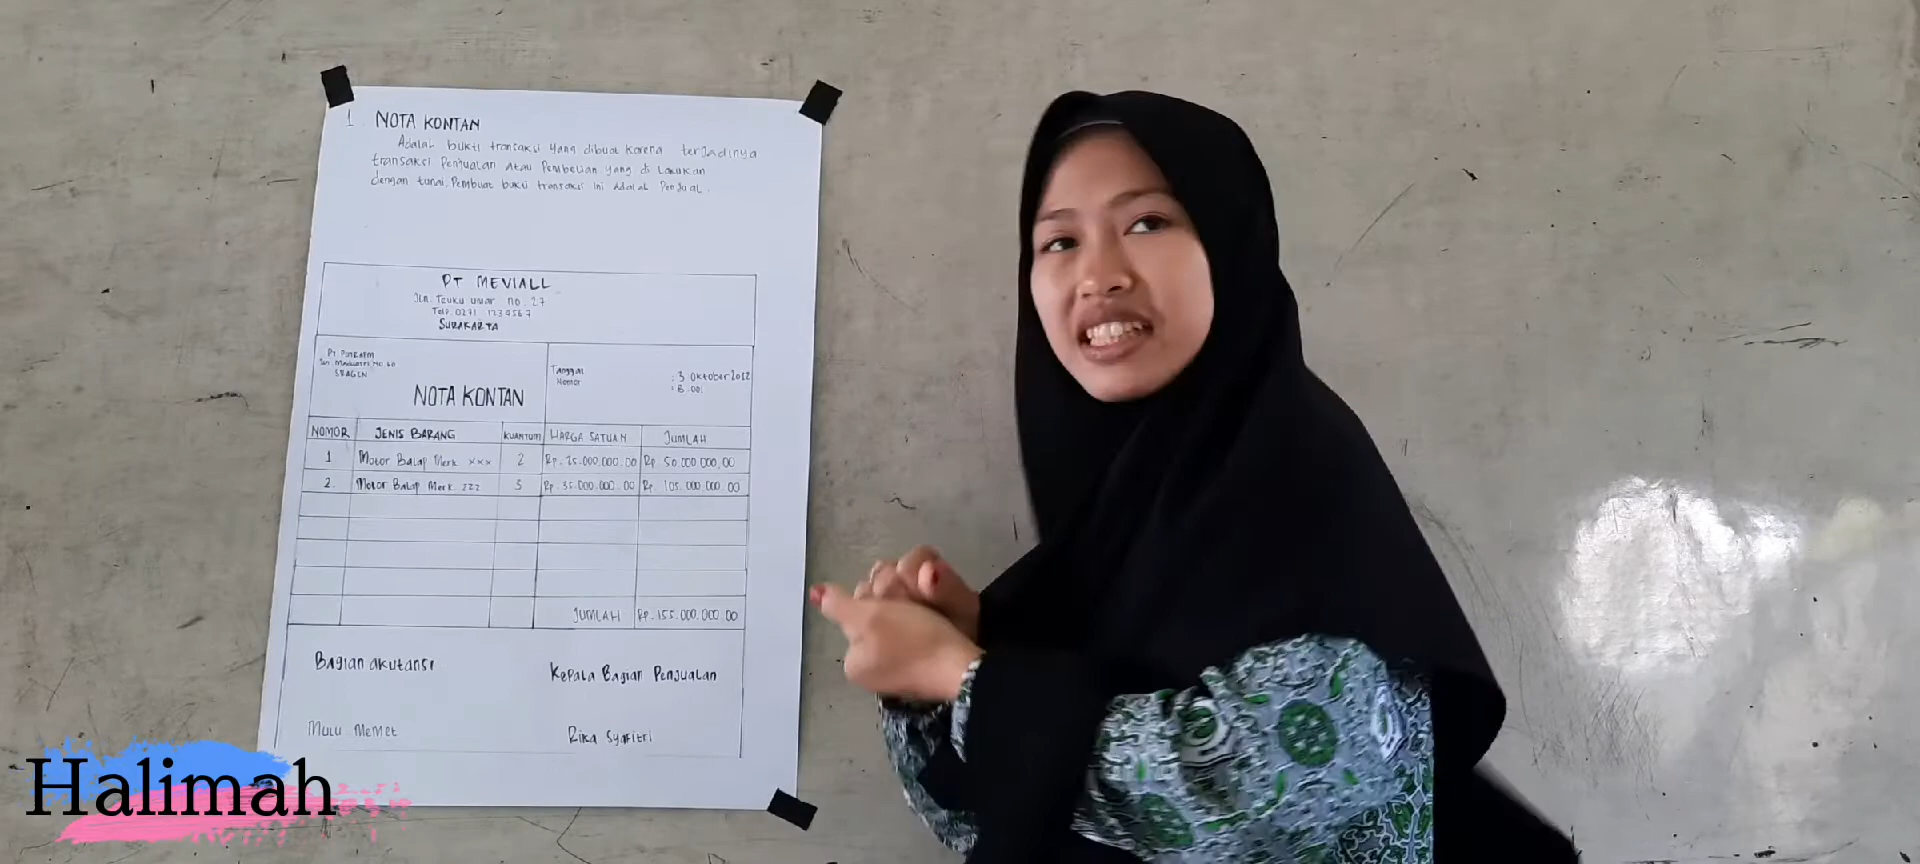 1. NOTA KONTAN
Adalah bukti transaksi yang dibuat karena terjadinya
transaksi Penjualan atau Pembelian yang di Lakukan
dengan tunai. Pembuat bukti transaksi ini Adalah Penjual.
PT MEVIALL
Jln. Teuku umar no. 27
Telp. 0271. 1234567
SURAKARTA
SRAGEN
NOTA KONTAN
Tanggal : 3 Oktober 2012
Nomor : B.001
NOMOR JENIS BARANG KUANTUM HARGA SATUAN JUMLAH
1 Motor Balap Merk xxx 2 Rp. 25.000.000.00 Rp 50.000.000,00
2. Motor Balap Merk zzz 3 Rp. 35.000.000.00 Rp. 105.000.000.00
JUMLAH Rp. 155.000.000.00
Bagian akutansi Kepala Bagian Penjualan
Mulu Memet Rika Syafitri
Halimah